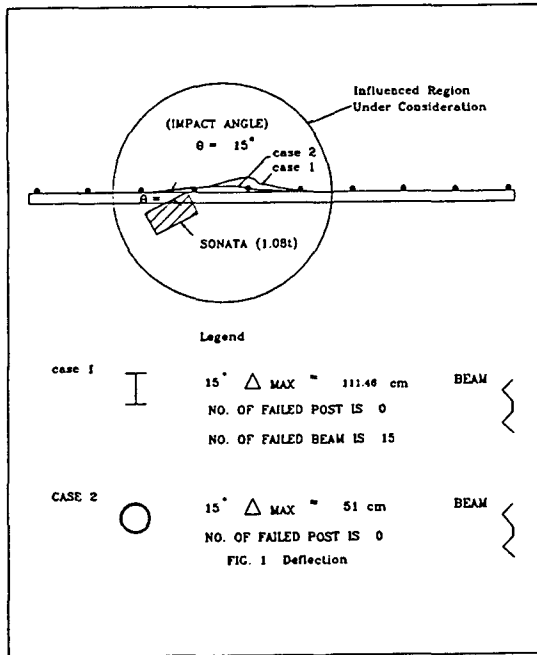 Influenced Region
Under Consideration
(IMPACT ANGLE)
θ = 15°
case 2
case 1
θ =
SONATA (1.08t)
Legend
case 1
15° △ MAX = 111.46 cm
BEAM
NO. OF FAILED POST IS 0
NO. OF FAILED BEAM IS 15
CASE 2
15° △ MAX = 51 cm
BEAM
NO. OF FAILED POST IS 0
FIG. 1 Deflection